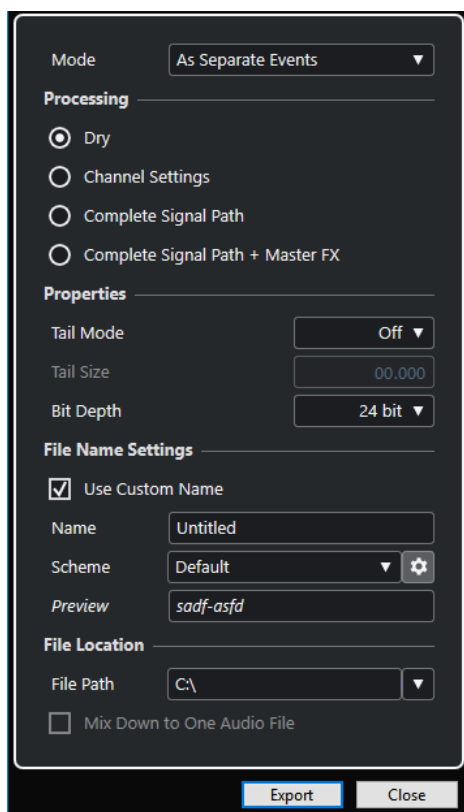 Mode As Separate Events
Processing
Dry
Channel Settings
Complete Signal Path
Complete Signal Path + Master FX
Properties
Tail Mode Off
Tail Size 00.000
Bit Depth 24 bit
File Name Settings
Use Custom Name
Name Untitled
Scheme Default
Preview sadf-asfd
File Location
File Path C:\
Mix Down to One Audio File
Export Close